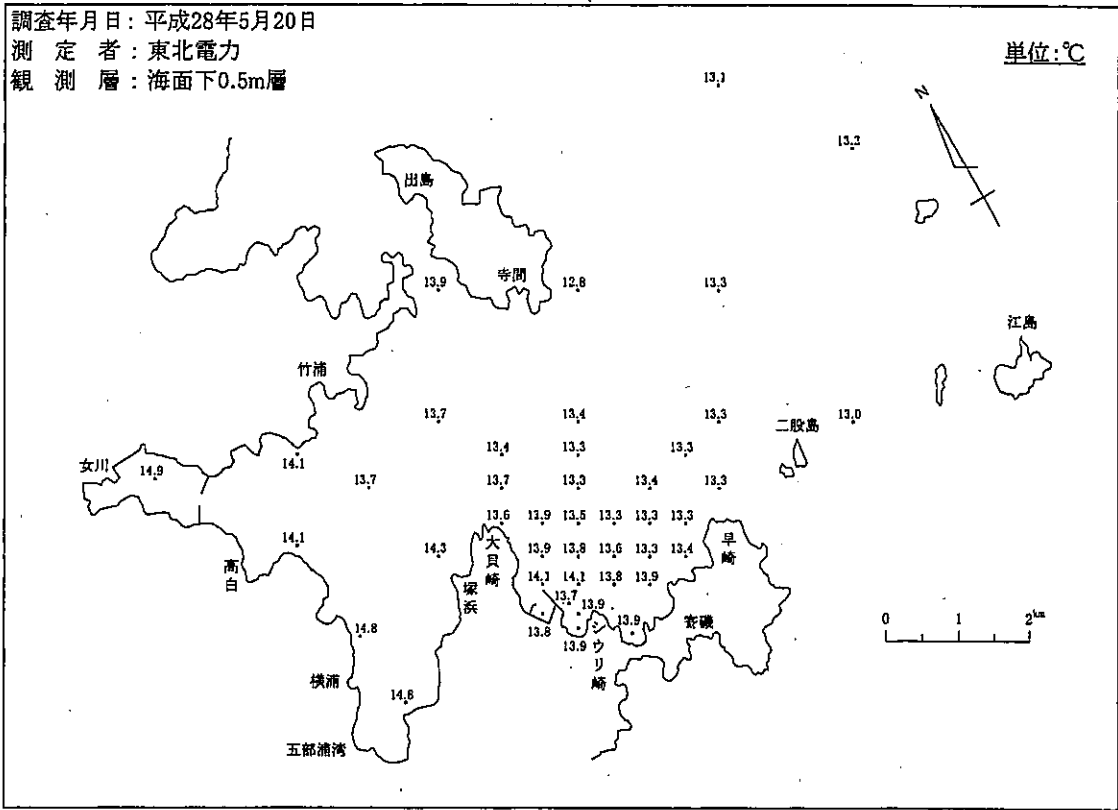 調査年月日：平成28年5月20日
測定者：東北電力
観測層：海面下0.5m層
単位：℃
13.1
N
13.2
出島
寺間
13.9
12.8
13.3
江島
竹浦
13.7
13.4
13.3
13.0
二股島
13.4
13.3
13.3
女川
14.9
14.1
13.7
13.7
13.3
13.4
13.3
13.6
13.9
13.5
13.3
13.3
13.3
大貝崎
早崎
14.1
14.3
13.9
13.8
13.6
13.3
13.4
高白
塚浜
14.1
14.1
13.8
13.9
13.7
13.9
13.8
13.9
13.9
シウリ崎
寄磯
14.8
0 1 2km
横浦
14.8
五部浦湾